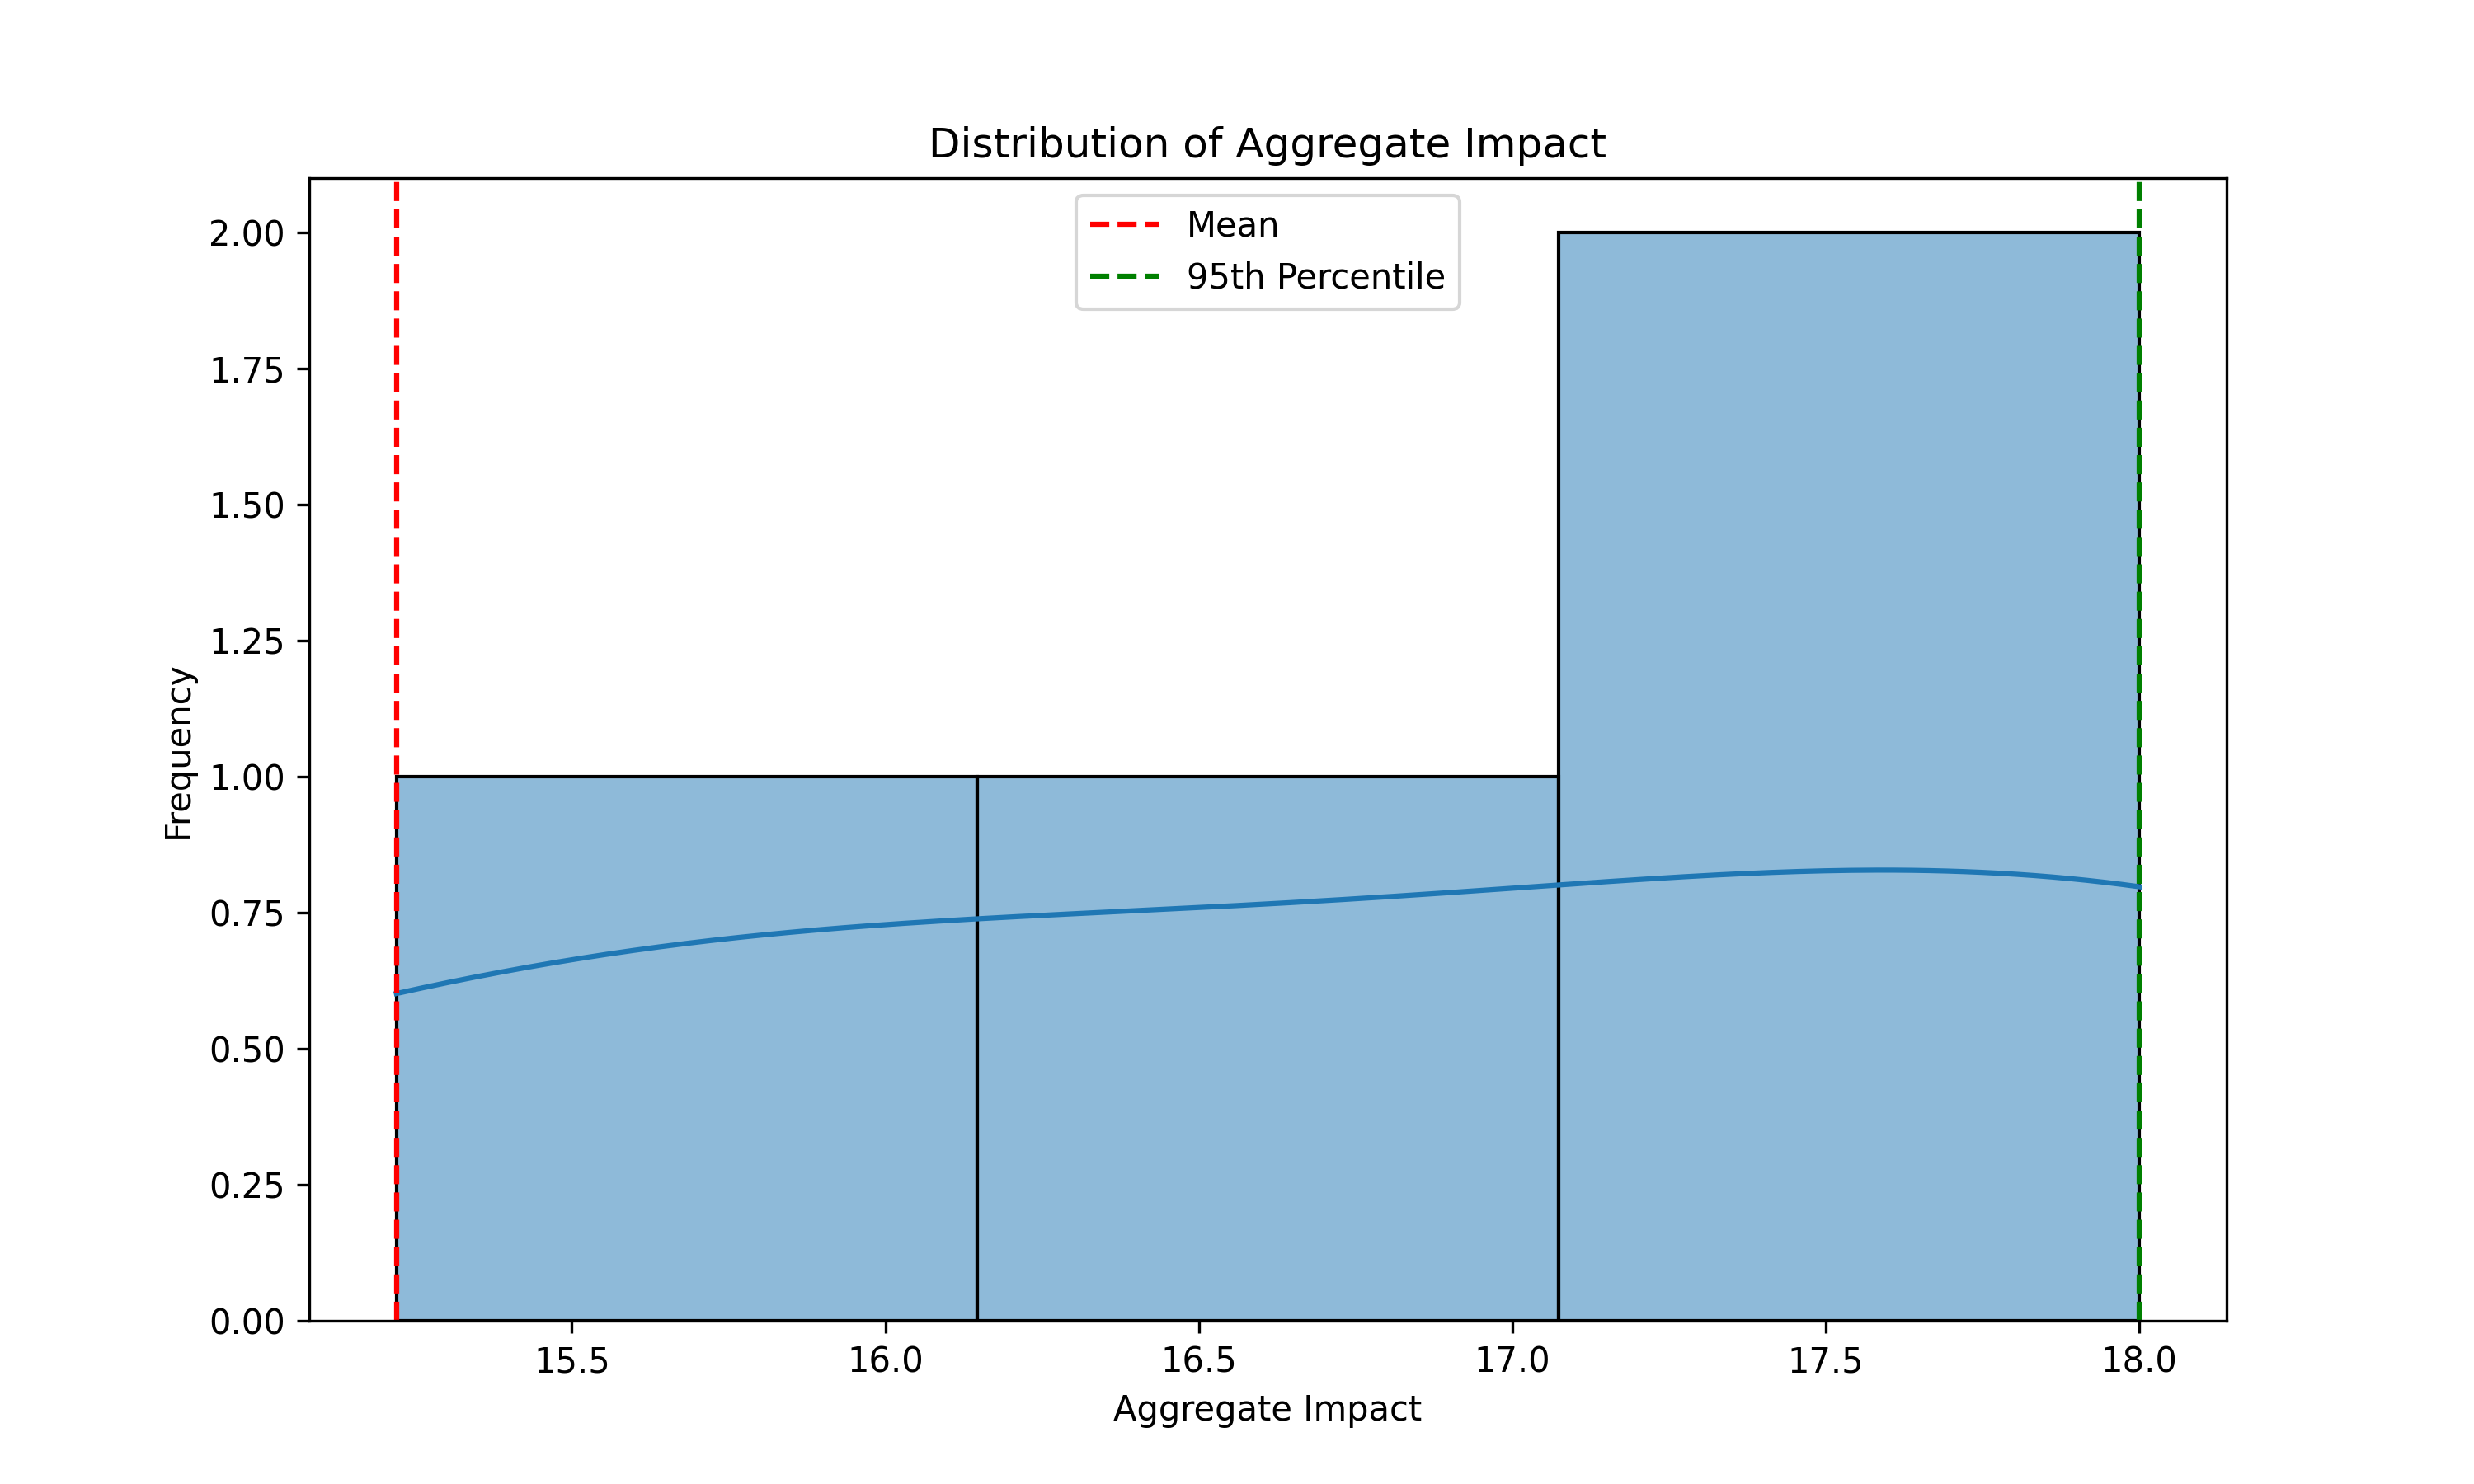 Distribution of Aggregate Impact
Mean
95th Percentile
2.00
1.75
1.50
1.25
1.00
0.75
0.50
0.25
0.00
Frequency
15.5 16.0 16.5 17.0 17.5 18.0
Aggregate Impact